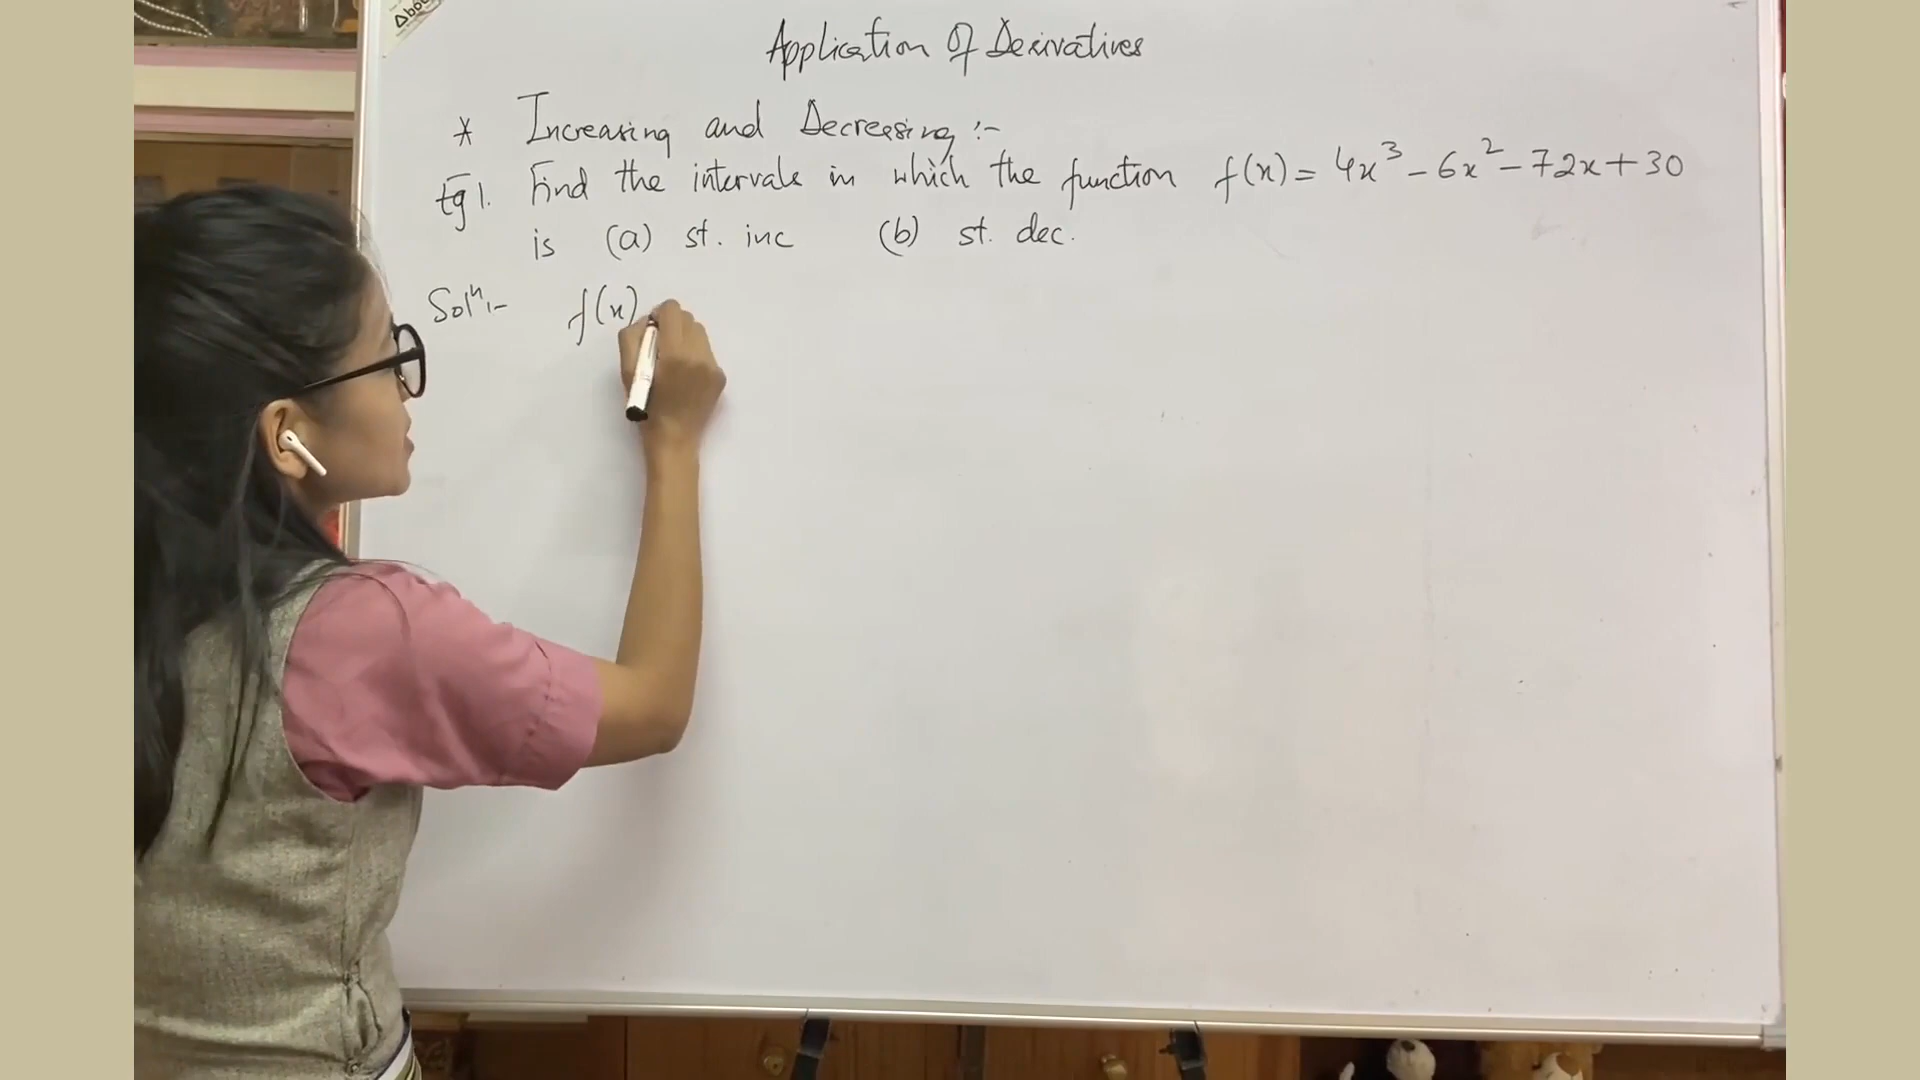 Abou
Application Of Derivatives
* Increasing and Decreasing :-
Eg 1. Find the intervals in which the function f(x) = 4x³ - 6x² - 72x + 30
is (a) st. inc (b) st. dec.
Solⁿ:- f(x)